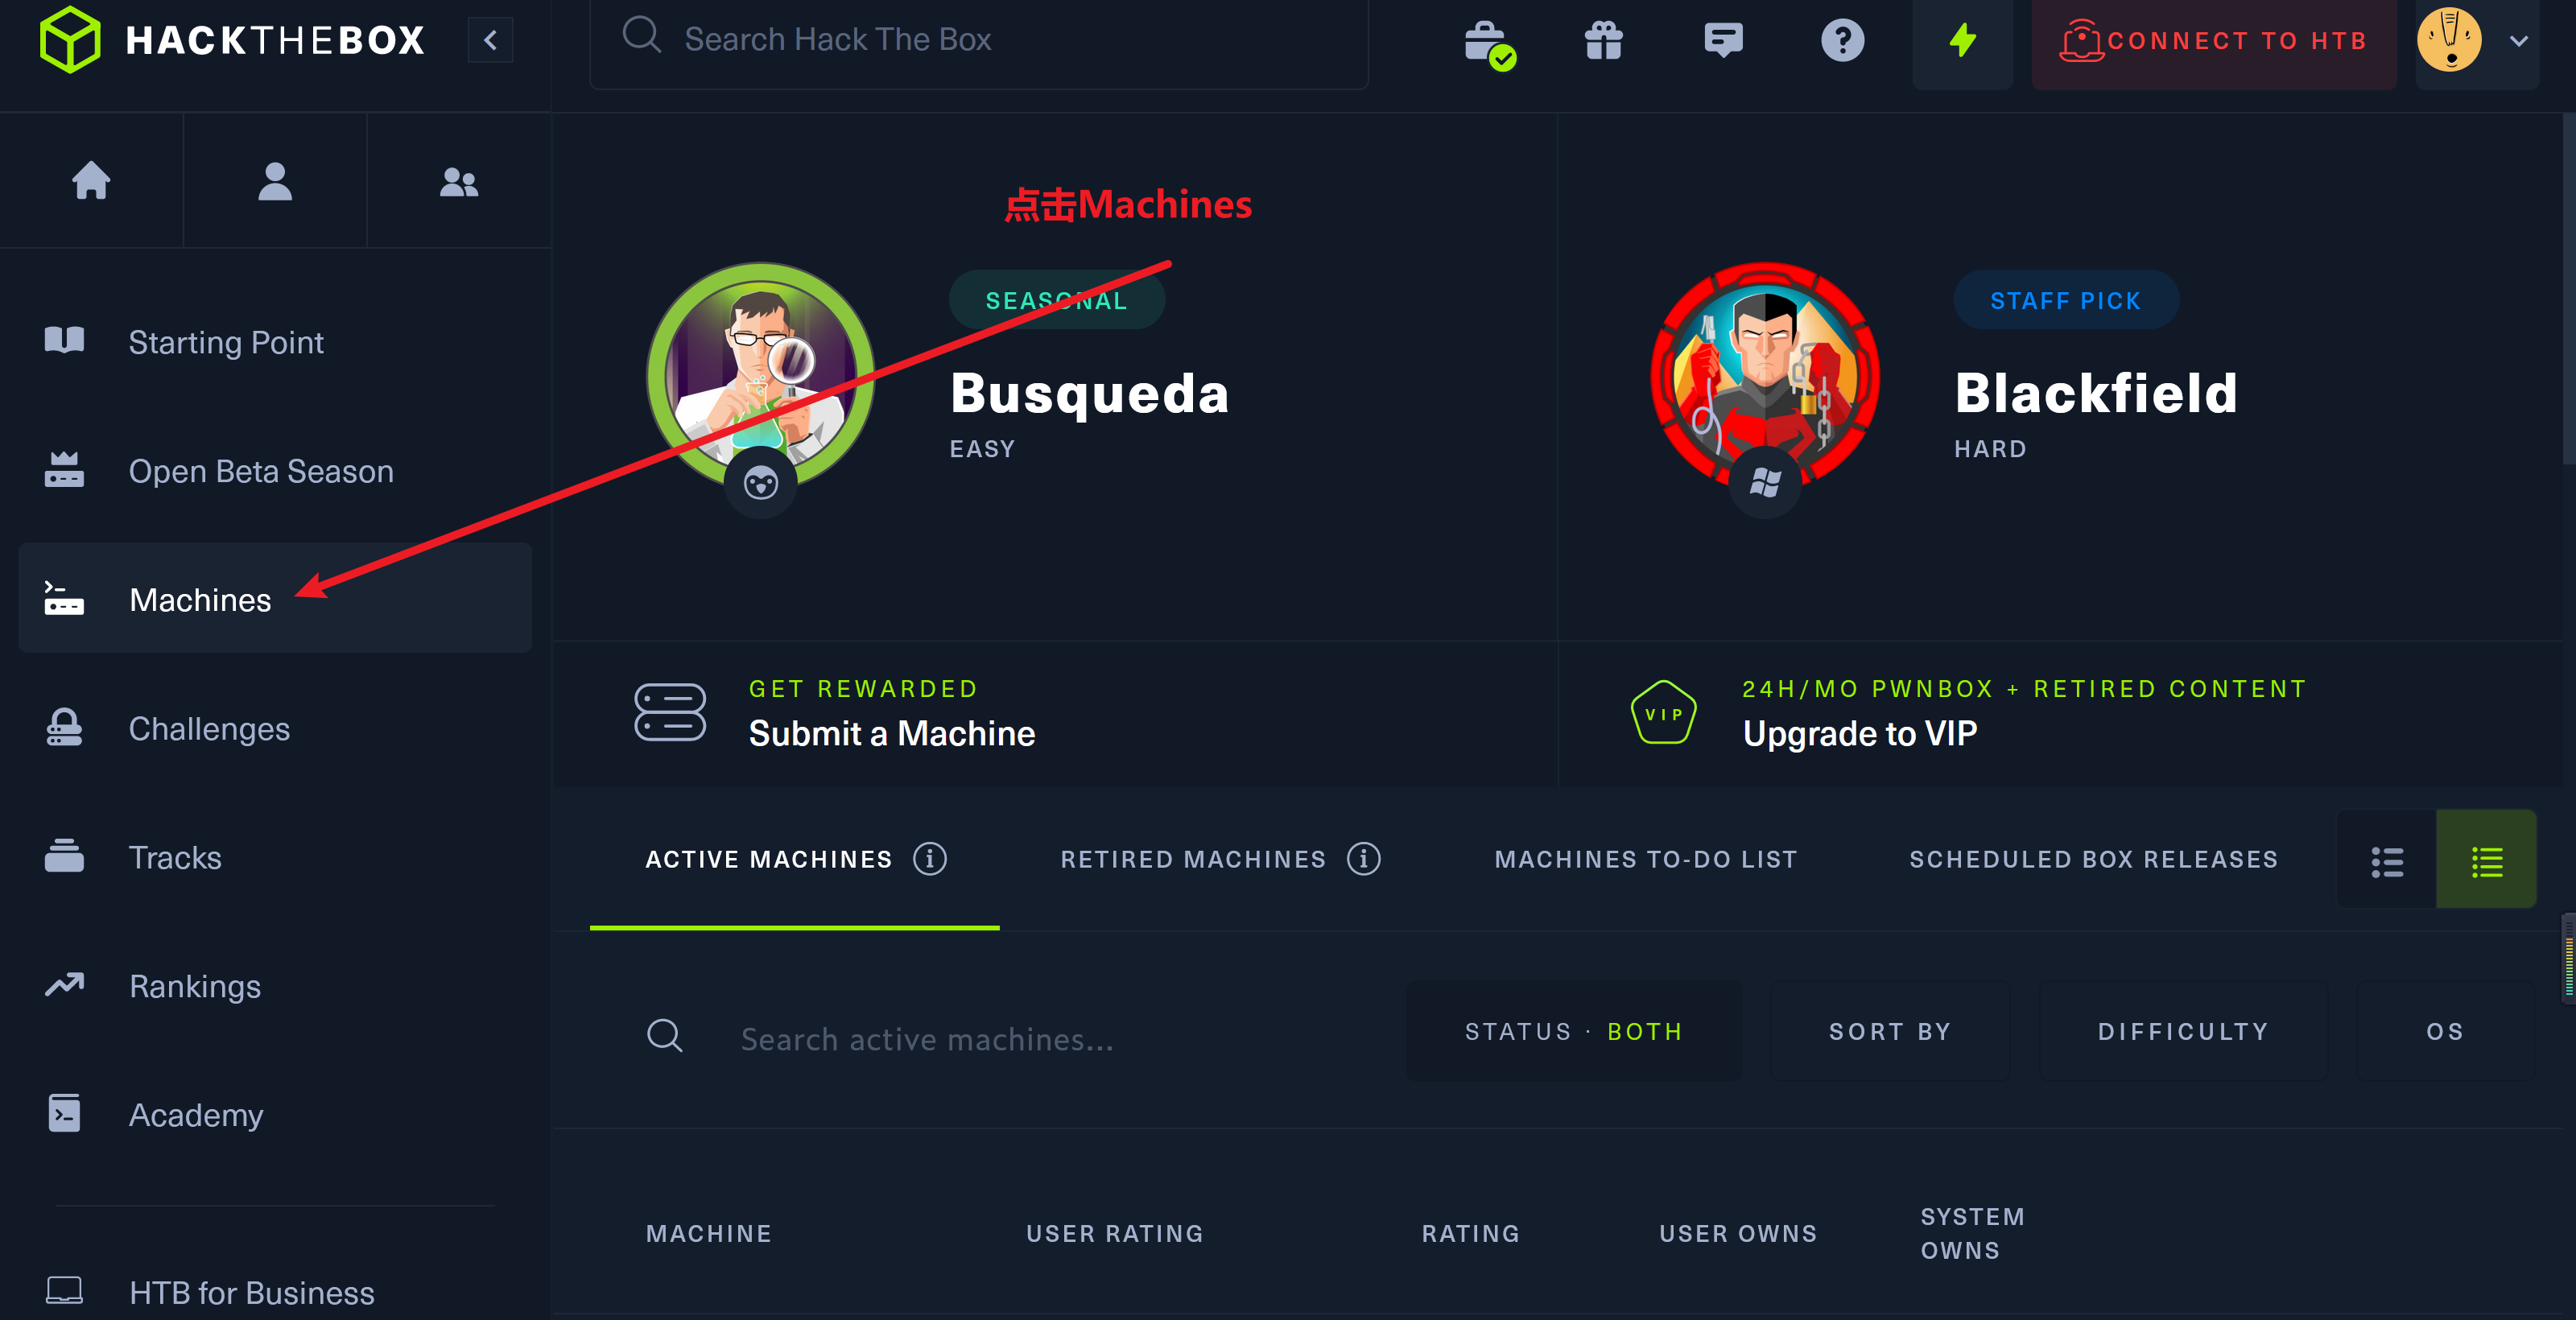 HACKTHEBOX
Search Hack The Box
CONNECT TO HTB
点击Machines
Starting Point
Open Beta Season
Machines
Challenges
Tracks
Rankings
Academy
HTB for Business
SEASONAL
Busqueda
EASY
STAFF PICK
Blackfield
HARD
GET REWARDED
Submit a Machine
VIP
24H/MO PWNBOX + RETIRED CONTENT
Upgrade to VIP
ACTIVE MACHINES
RETIRED MACHINES
MACHINES TO-DO LIST
SCHEDULED BOX RELEASES
Search active machines...
STATUS · BOTH
SORT BY
DIFFICULTY
OS
MACHINE
USER RATING
RATING
USER OWNS
SYSTEM
OWNS